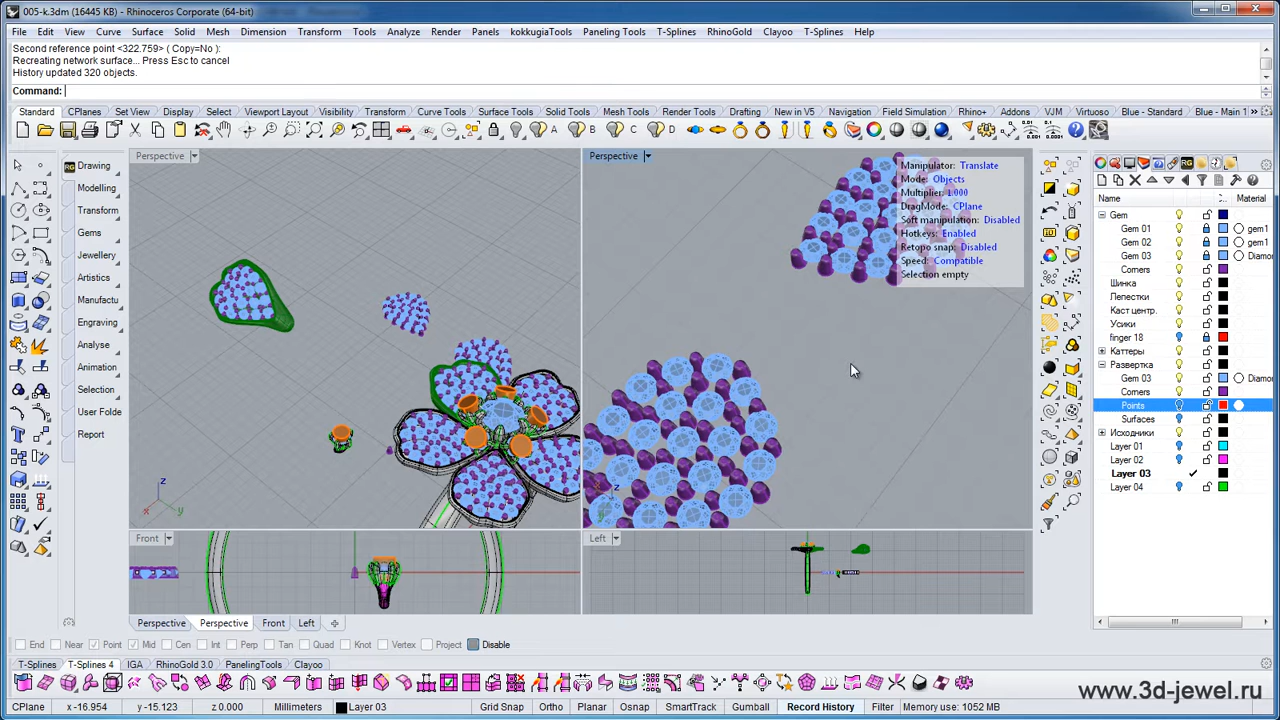 005-k.3dm (16445 KB) - Rhinoceros Corporate (64-bit)
File Edit View Curve Surface Solid Mesh Dimension Transform Tools Analyze Render Panels kokkugiaTools Paneling Tools T-Splines RhinoGold Clayoo T-Splines Help
Second reference point <322.759> ( Copy=No ):
Recreating network surface... Press Esc to cancel
History updated 320 objects.
Command:
Standard CPlanes Set View Display Select Viewport Layout Visibility Transform Curve Tools Surface Tools Solid Tools Mesh Tools Render Tools Drafting New in V5 Navigation Field Simulation Rhino+ Addons VJM Virtuoso Blue - Standard Blue - Main 1
A B C D
Perspective
Perspective
Manipulator: Translate
Mode: Objects
Multiplier: 1.000
DragMode: CPlane
Soft manipulation: Disabled
Hotkeys: Enabled
Retopo snap: Disabled
Speed: Compatible
Selection empty
Drawing
Modelling
Transform
Gems
Jewellery
Artistics
Manufactu
Engraving
Analyse
Selection
User Folde
Report
Name Material
Gem
Gem 01 gem1
Gem 02 gem1
Gem 03 Diamo
Corners
Шинка
Лепестки
Каст центр.
Усики
finger 18
Каттеры
Развертка
Gem 03 Diamo
Corners
Points
Surfaces
Исходники
Layer 01
Layer 02
Layer 03
Layer 04
z
x
y
Front
Left
Perspective Perspective Front Left
End Near Point Mid Cen Int Perp Tan Quad Knot Vertex Project Disable
T-Splines T-Splines 4 IGA RhinoGold 3.0 PanelingTools Clayoo
www.3d-jewel.ru
CPlane x -16.954 y -15.123 z 0.000 Millimeters Layer 03 Grid Snap Ortho Planar Osnap SmartTrack Gumball Record History Filter Memory use: 1052 MB